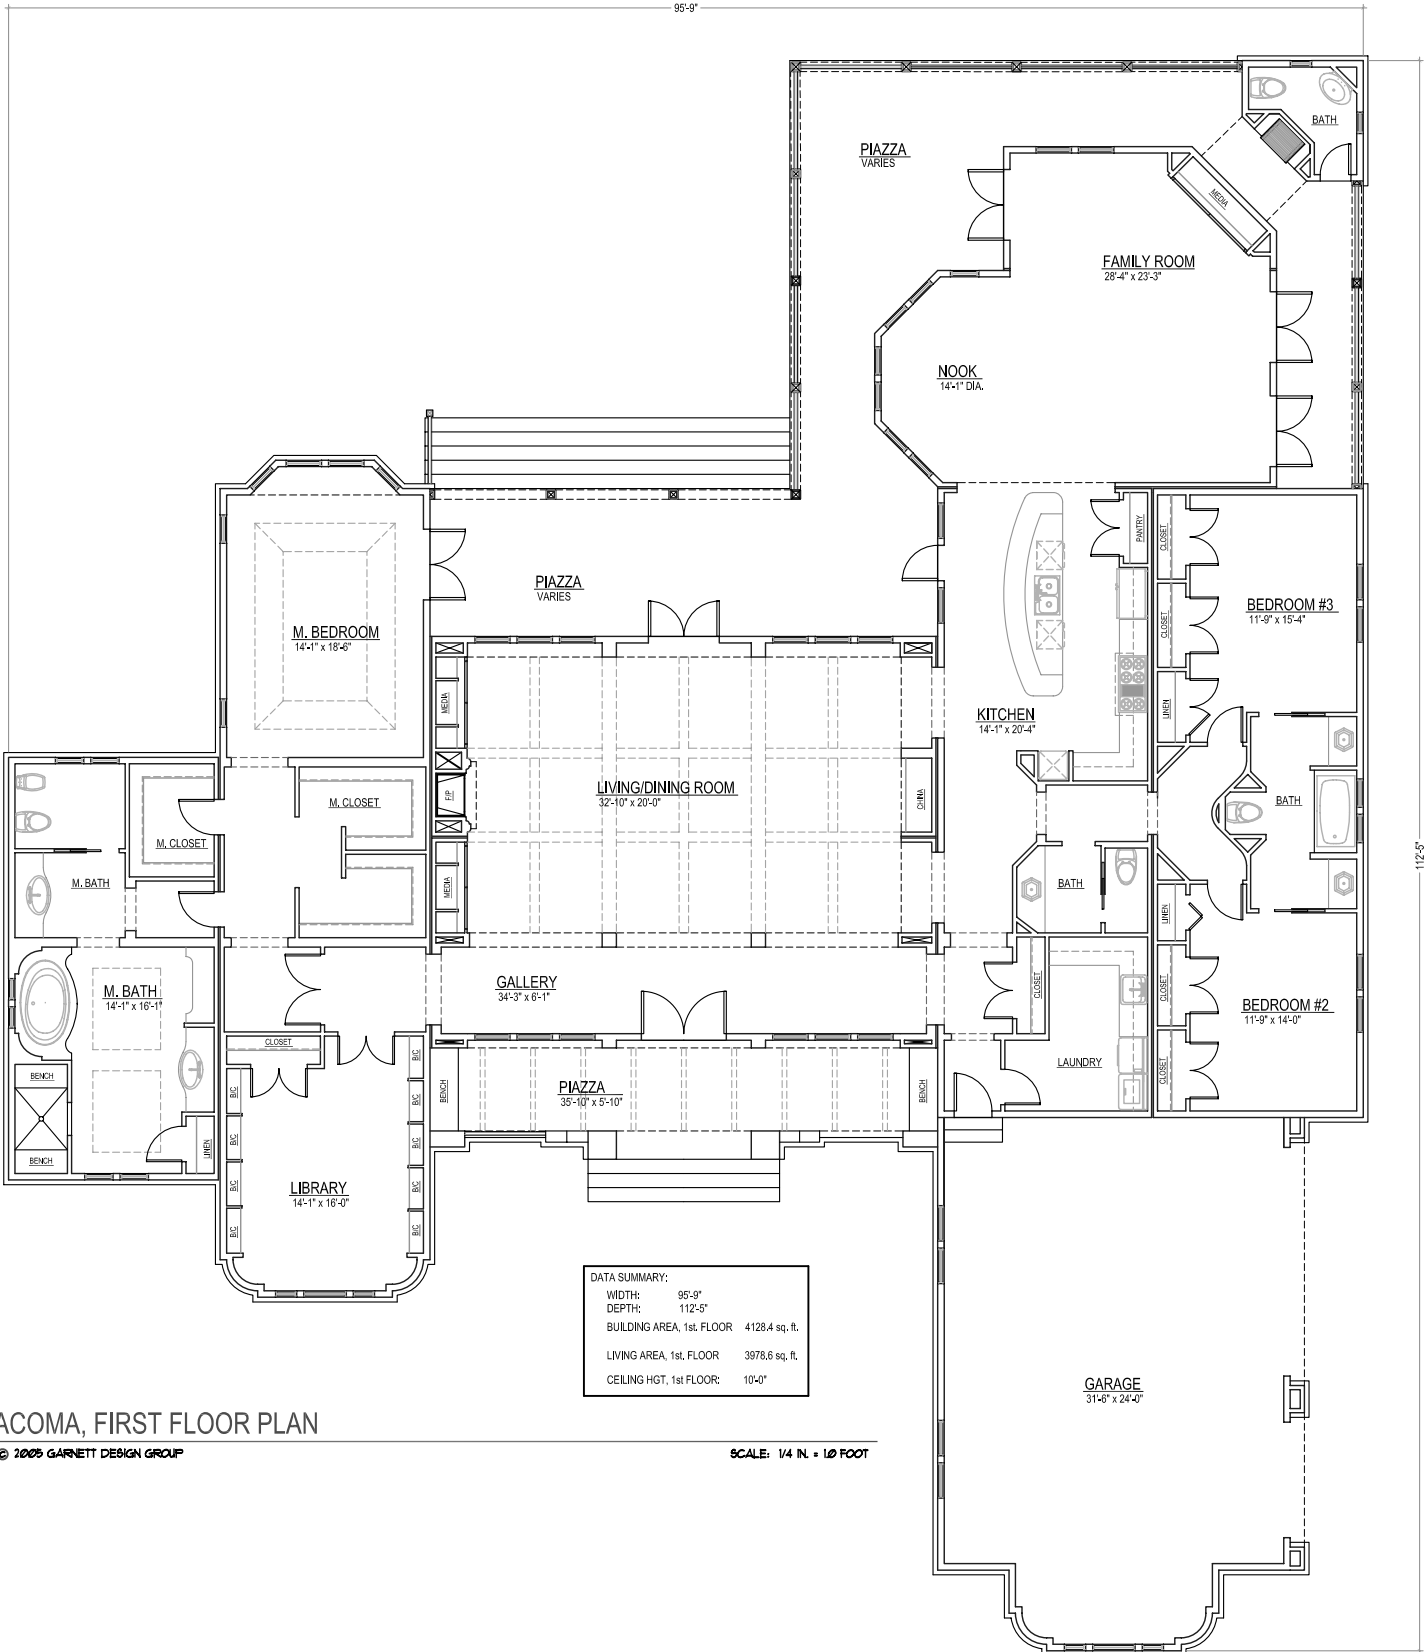 95'-9"
BATH
PIAZZA
VARIES
MEDIA
FAMILY ROOM
28'-4" x 23'-3"
NOOK
14'-1" DIA.
PANTRY
CLOSET
PIAZZA
VARIES
BEDROOM #3
11'-9" x 15'-4"
M. BEDROOM
14'-1" x 18'-6"
CLOSET
MEDIA
LINEN
KITCHEN
14'-1" x 20'-4"
LIVING/DINING ROOM
32'-10" x 20'-0"
F/P
CHINA
M. CLOSET
BATH
M. CLOSET
112'-5"
M. BATH
MEDIA
BATH
LINEN
GALLERY
34'-3" x 6'-1"
CLOSET
CLOSET
M. BATH
14'-1" x 16'-1"
BEDROOM #2
11'-9" x 14'-0"
CLOSET
LAUNDRY
CLOSET
BENCH
B/C
B/C
BENCH
PIAZZA
35'-10" x 5'-10"
BENCH
B/C
B/C
B/C
B/C
LINEN
BENCH
B/C
B/C
LIBRARY
14'-1" x 16'-0"
B/C
B/C
DATA SUMMARY:
WIDTH: 95'-9"
DEPTH: 112'-5"
BUILDING AREA, 1st. FLOOR 4128.4 sq. ft.
LIVING AREA, 1st. FLOOR 3978.6 sq. ft.
CEILING HGT, 1st FLOOR: 10'-0"
GARAGE
31'-6" x 24'-0"
ACOMA, FIRST FLOOR PLAN
© 2005 GARNETT DESIGN GROUP
SCALE: 1/4 IN. = 1.0 FOOT